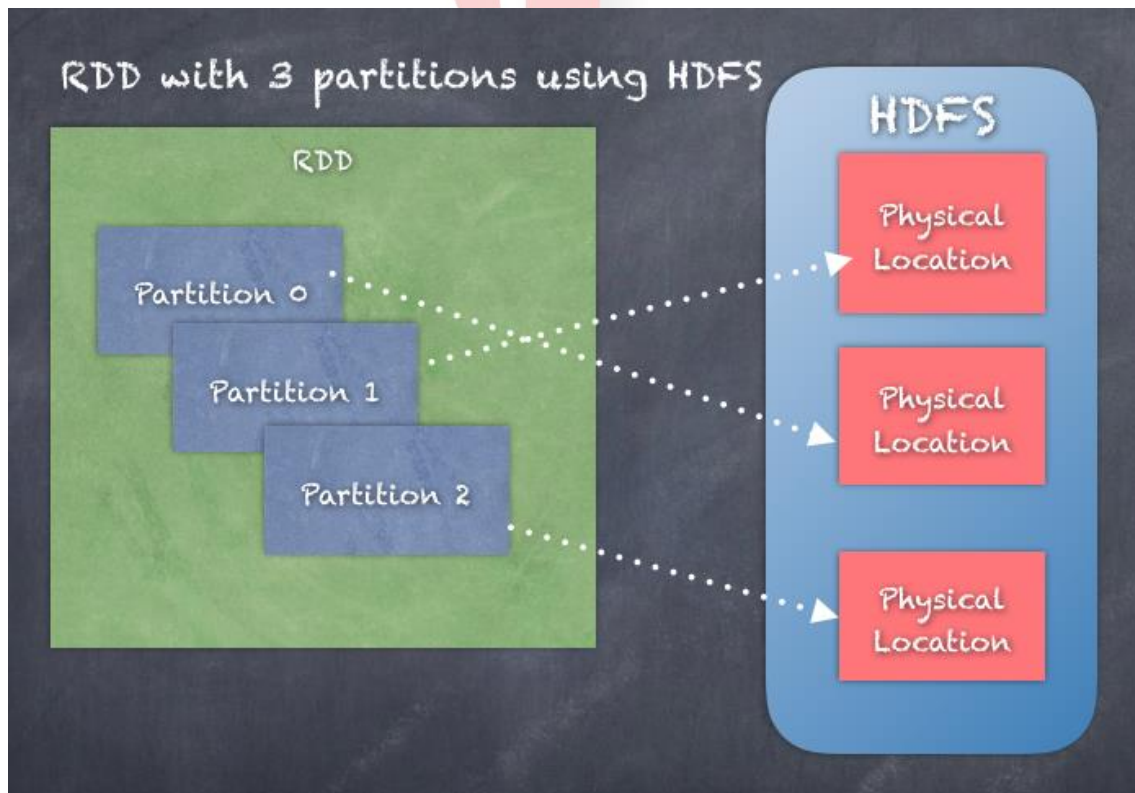 RDD with 3 partitions using HDFS
RDD
Partition 0
Partition 1
Partition 2
HDFS
Physical
Location
Physical
Location
Physical
Location